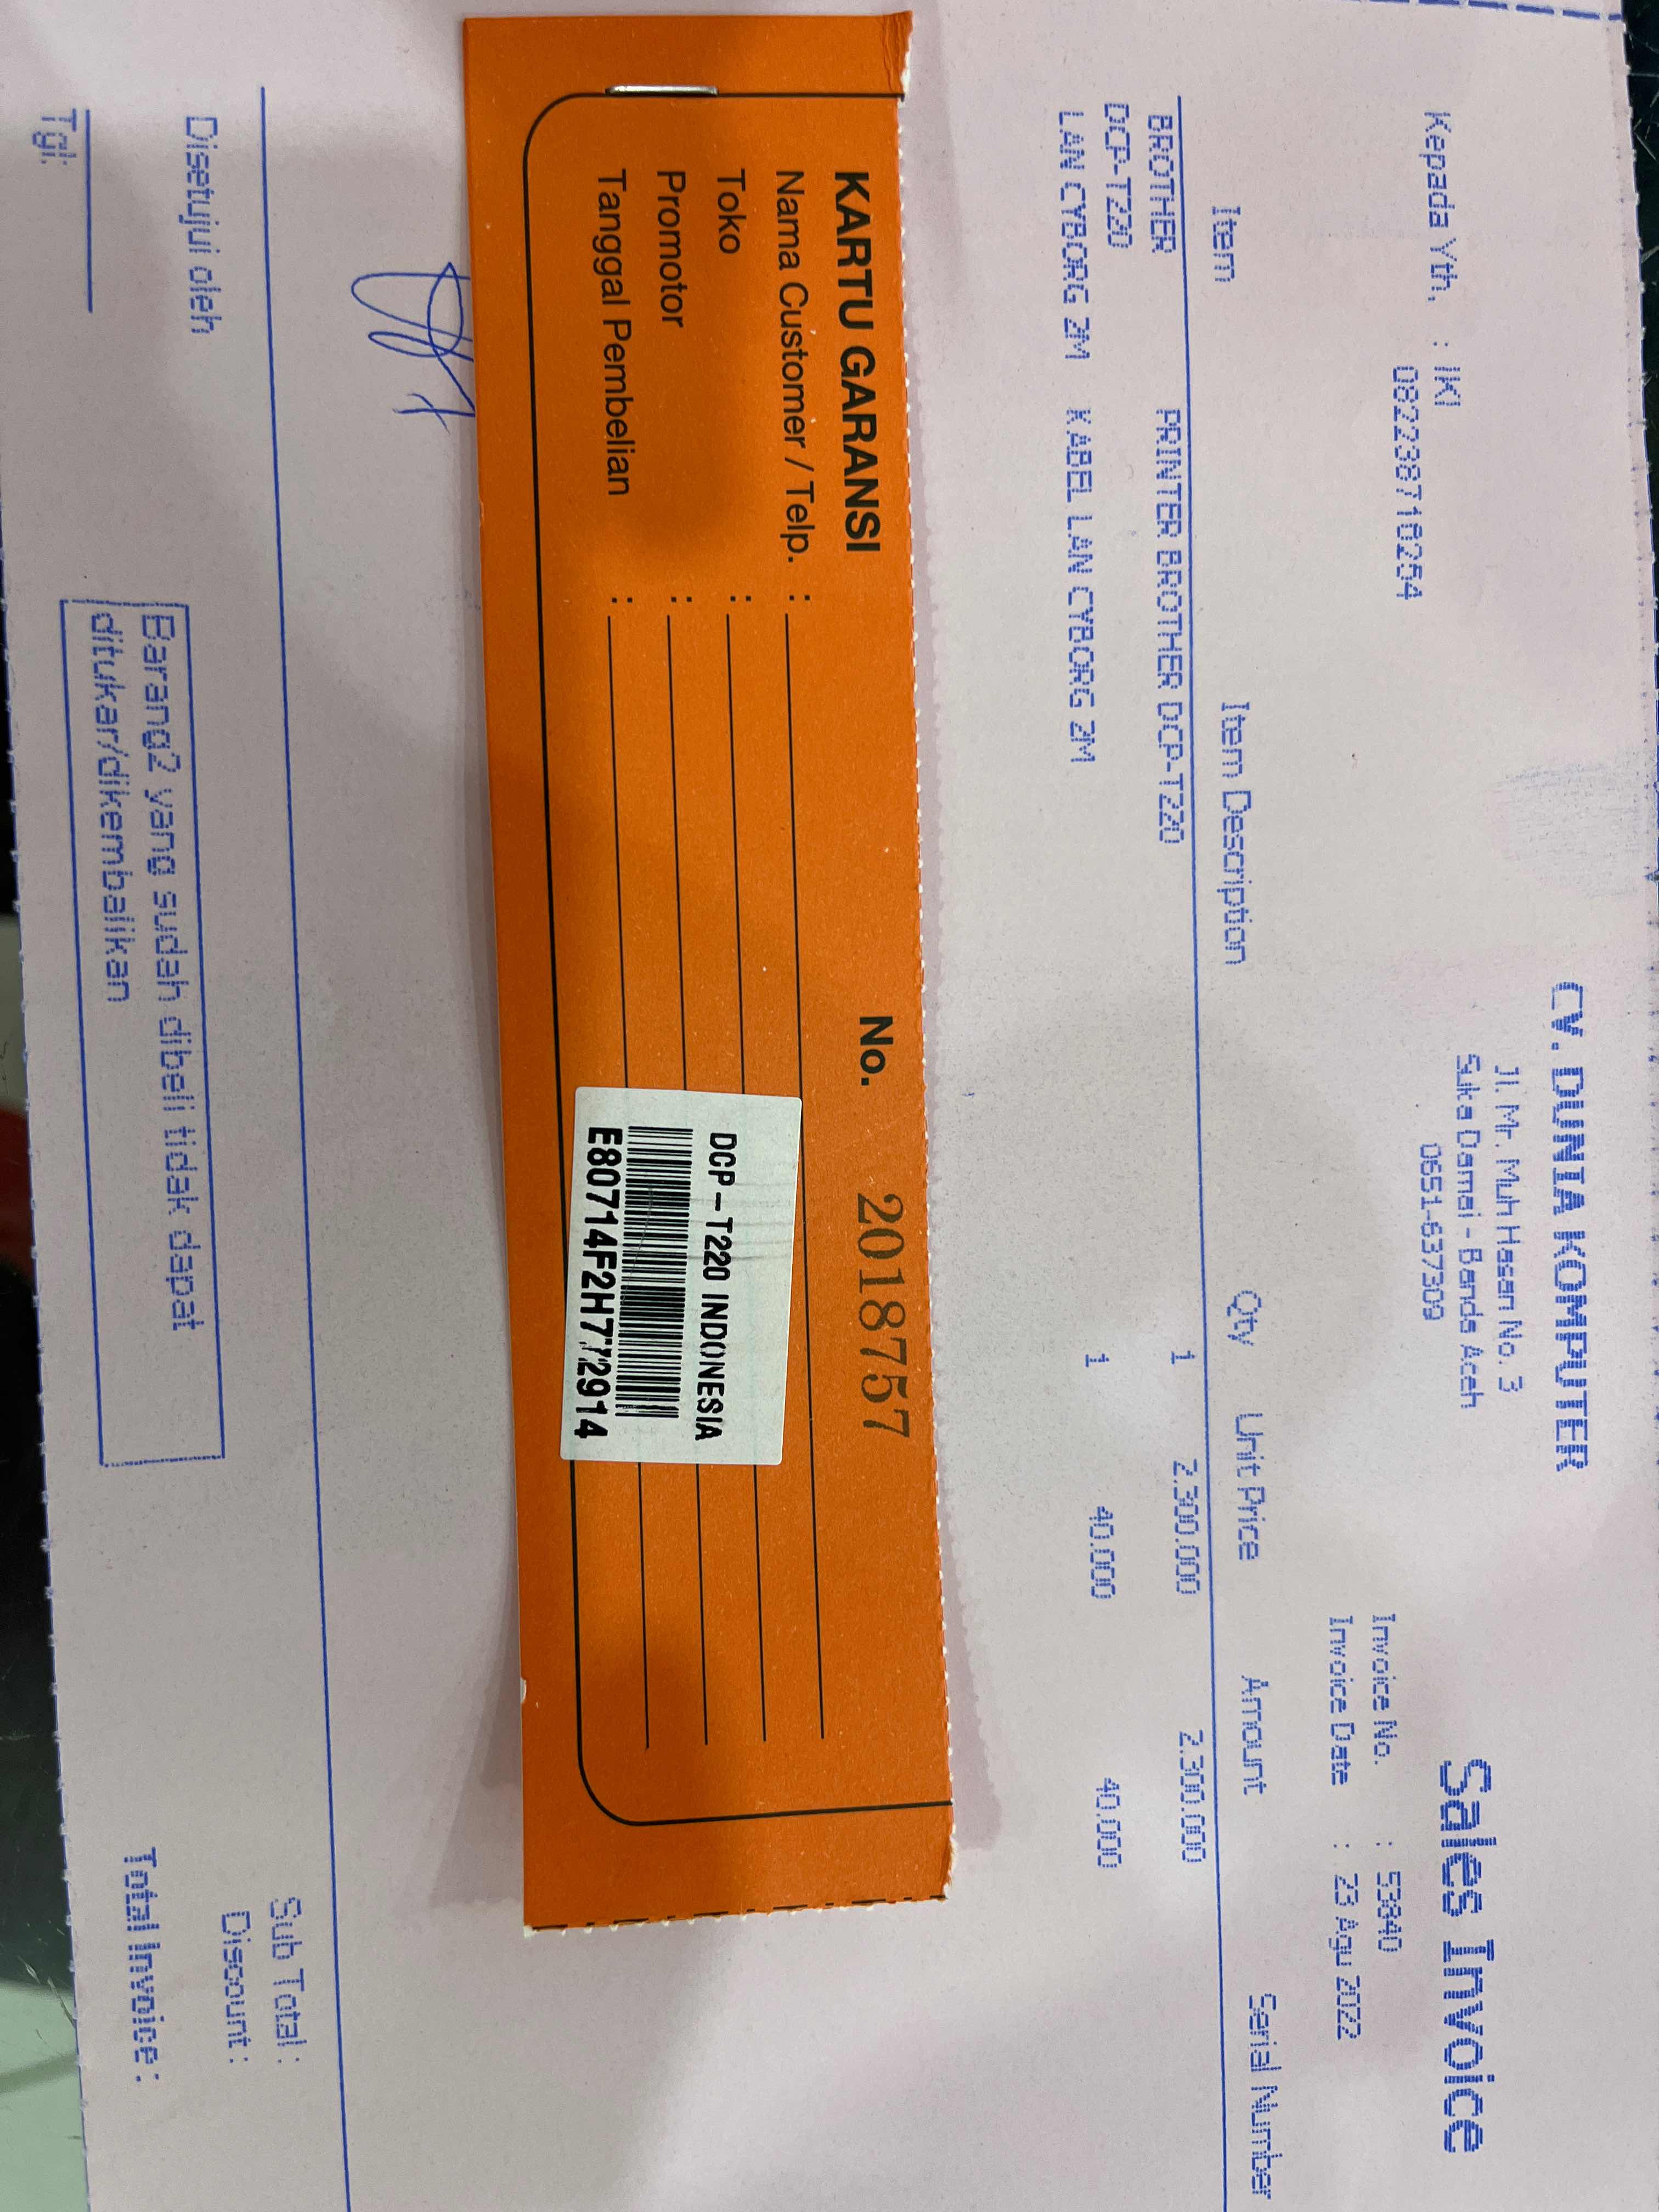 CV. DUNIA KOMPUTER
Jl. Mr. Muh Hasan No. 3
Suka Damai - Banda Aceh
0651-637309
Sales Invoice
Kepada Yth. : IKI
082238716254
Invoice No. : 53840
Invoice Date : 23 Agu 2022
Item Item Description Qty Unit Price Amount Serial Number
BROTHER PRINTER BROTHER DCP-T220 1 2.300.000 2.300.000
DCP-T220
LAN CYBORG 2M KABEL LAN CYBORG 2M 1 40.000 40.000
KARTU GARANSI No. 2018757
Nama Customer / Telp. :
Toko :
Promotor :
Tanggal Pembelian :
DCP-T220 INDONESIA
E80714F2H772914
Sub Total :
Discount :
Total Invoice :
Disetujui oleh
Tgl:
Barang2 yang sudah dibeli tidak dapat
ditukar/dikembalikan